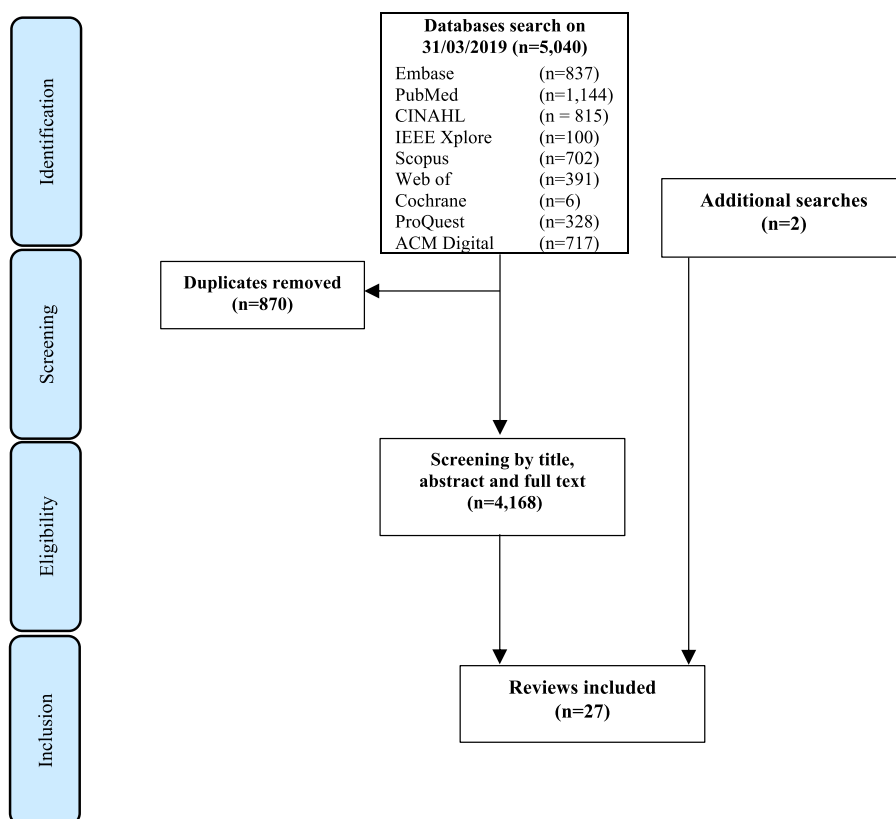 Databases search on
31/03/2019 (n=5,040)
Embase (n=837)
PubMed (n=1,144)
CINAHL (n = 815)
IEEE Xplore (n=100)
Scopus (n=702)
Web of (n=391)
Cochrane (n=6)
ProQuest (n=328)
ACM Digital (n=717)
Identification
Additional searches
(n=2)
Duplicates removed
(n=870)
Screening
Screening by title,
abstract and full text
(n=4,168)
Eligibility
Reviews included
(n=27)
Inclusion